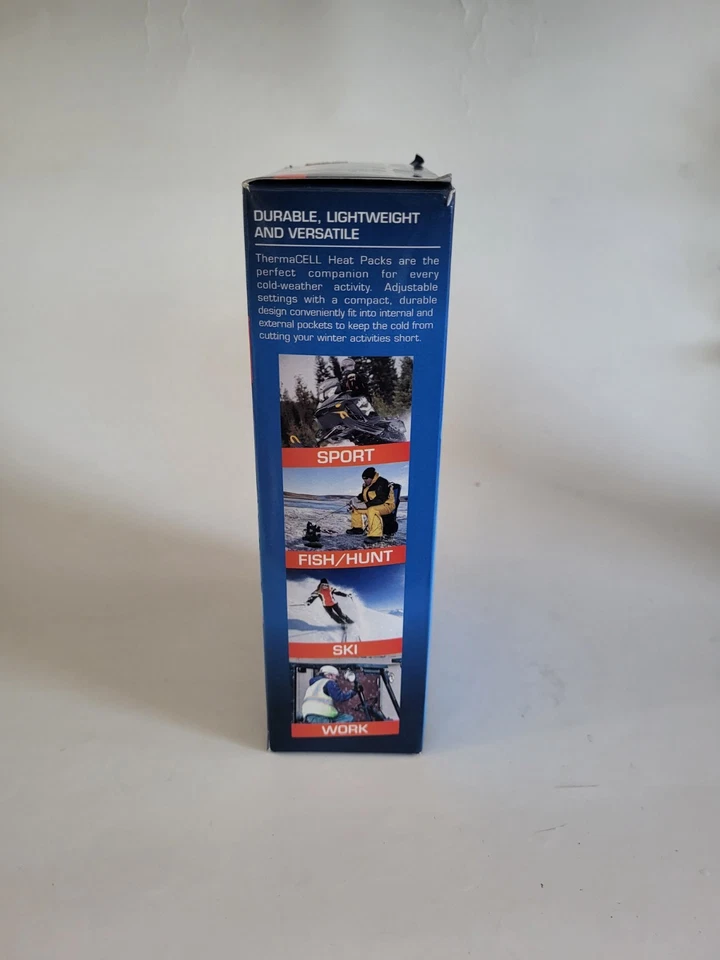 DURABLE, LIGHTWEIGHT
AND VERSATILE
ThermaCELL Heat Packs are the
perfect companion for every
cold-weather activity. Adjustable
settings with a compact, durable
design conveniently fit into internal and
external pockets to keep the cold from
cutting your winter activities short.
SPORT
FISH/HUNT
SKI
WORK